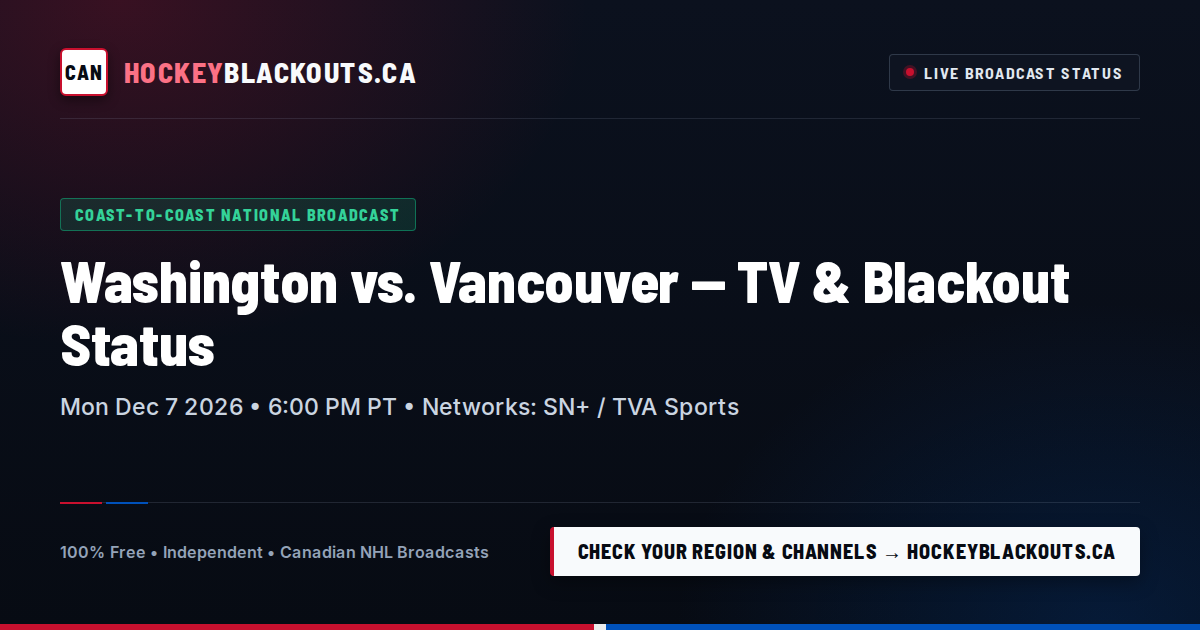 CAN HOCKEYBLACKOUTS.CA
LIVE BROADCAST STATUS
COAST-TO-COAST NATIONAL BROADCAST
Washington vs. Vancouver — TV & Blackout
Status
Mon Dec 7 2026 • 6:00 PM PT • Networks: SN+ / TVA Sports
100% Free • Independent • Canadian NHL Broadcasts
CHECK YOUR REGION & CHANNELS → HOCKEYBLACKOUTS.CA